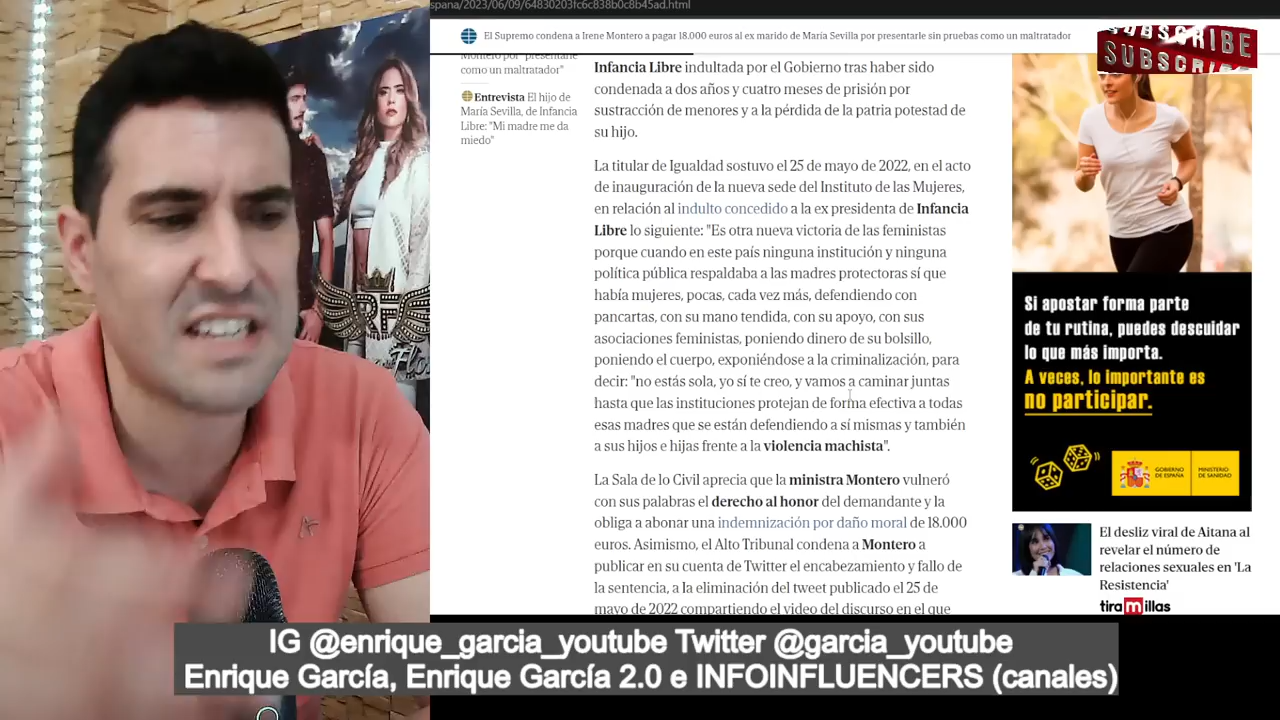 spana/2023/06/09/64830203fc6c838b0c8b45ad.html
El Supremo condena a Irene Montero a pagar 18.000 euros al ex marido de María Sevilla por presentarle sin pruebas como un maltratador
SUBSCRIBE
SUBSCRIBE
Montero por "presentarle
como un maltratador"
Entrevista El hijo de
María Sevilla, de Infancia
Libre: "Mi madre me da
miedo"
Infancia Libre indultada por el Gobierno tras haber sido
condenada a dos años y cuatro meses de prisión por
sustracción de menores y a la pérdida de la patria potestad de
su hijo.
La titular de Igualdad sostuvo el 25 de mayo de 2022, en el acto
de inauguración de la nueva sede del Instituto de las Mujeres,
en relación al indulto concedido a la ex presidenta de Infancia
Libre lo siguiente: "Es otra nueva victoria de las feministas
porque cuando en este país ninguna institución y ninguna
política pública respaldaba a las madres protectoras sí que
había mujeres, pocas, cada vez más, defendiendo con
pancartas, con su mano tendida, con su apoyo, con sus
asociaciones feministas, poniendo dinero de su bolsillo,
poniendo el cuerpo, exponiéndose a la criminalización, para
decir: "no estás sola, yo sí te creo, y vamos a caminar juntas
hasta que las instituciones protejan de forma efectiva a todas
esas madres que se están defendiendo a sí mismas y también
a sus hijos e hijas frente a la violencia machista".
La Sala de lo Civil aprecia que la ministra Montero vulneró
con sus palabras el derecho al honor del demandante y la
obliga a abonar una indemnización por daño moral de 18.000
euros. Asimismo, el Alto Tribunal condena a Montero a
publicar en su cuenta de Twitter el encabezamiento y fallo de
la sentencia, a la eliminación del tweet publicado el 25 de
mayo de 2022 compartiendo el video del discurso en el que
Si apostar forma parte
de tu rutina, puedes descuidar
lo que más importa.
A veces, lo importante es
no participar.
GOBIERNO
DE ESPAÑA
MINISTERIO
DE SANIDAD
El desliz viral de Aitana al
revelar el número de
relaciones sexuales en 'La
Resistencia'
tiramillas
RF
Flo
IG @enrique_garcia_youtube Twitter @garcia_youtube
Enrique García, Enrique García 2.0 e INFOINFLUENCERS (canales)